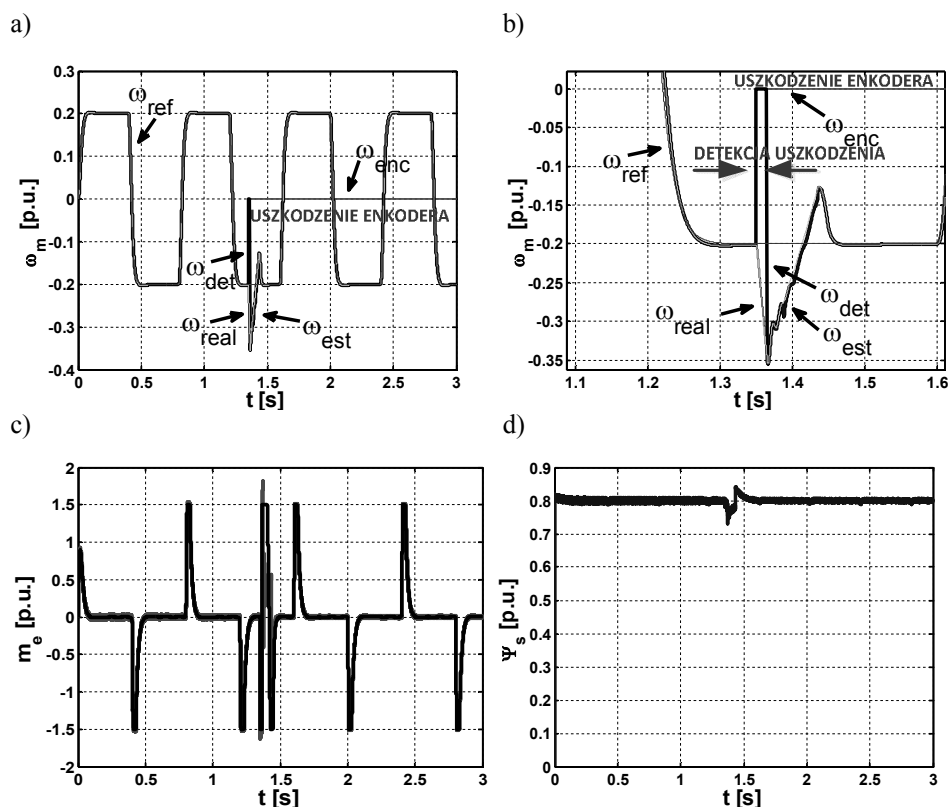 a)
b)
0.3
0.2
0.1
0
-0.1
-0.2
-0.3
-0.4
ω_m [p.u.]
ω_ref
ω_enc
USZKODZENIE ENKODERA
ω_det
ω_real
ω_est
0
0.5
1
1.5
2
2.5
3
t [s]
0
-0.05
-0.1
-0.15
-0.2
-0.25
-0.3
-0.35
ω_m [p.u.]
USZKODZENIE ENKODERA
ω_enc
ω_ref
DETEKCJA USZKODZENIA
ω_det
ω_real
ω_est
1.1
1.2
1.3
1.4
1.5
1.6
t [s]
c)
d)
2
1.5
1
0.5
0
-0.5
-1
-1.5
-2
m_e [p.u.]
0
0.5
1
1.5
2
2.5
3
t [s]
0.9
0.8
0.7
0.6
0.5
0.4
0.3
0.2
0.1
0
Ψ_s [p.u.]
0
0.5
1
1.5
2
2.5
3
t [s]